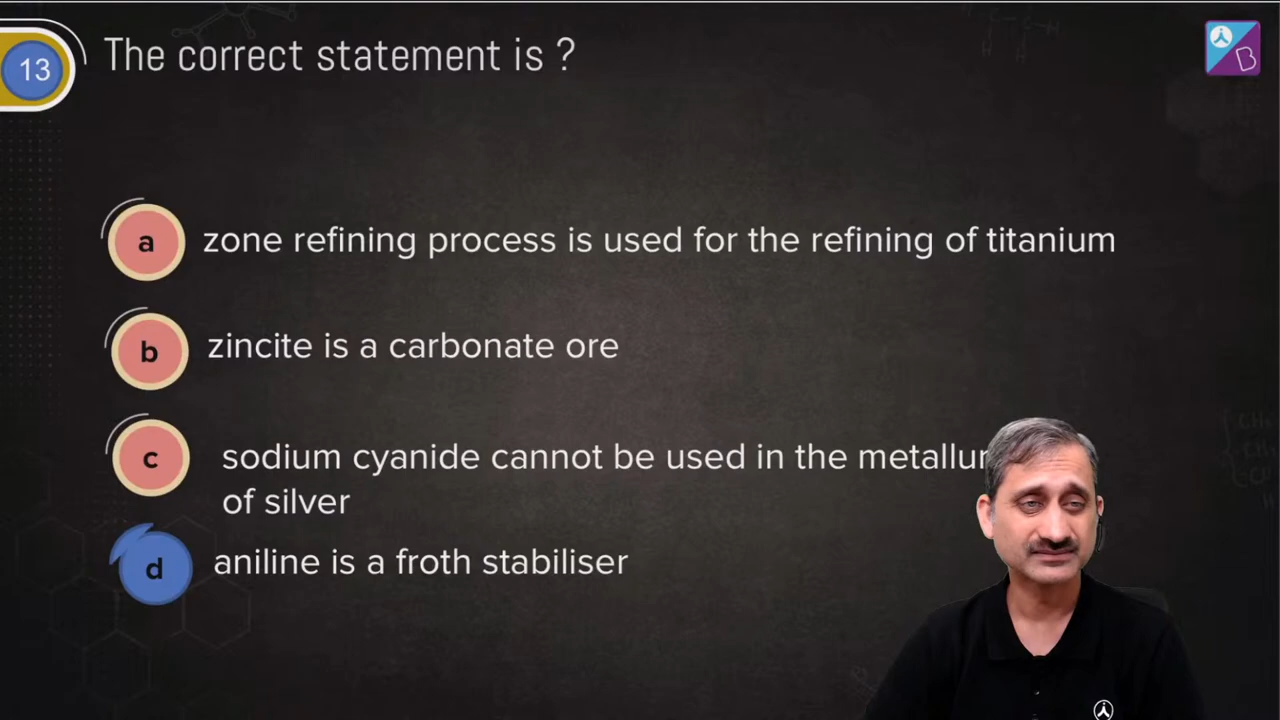 13
The correct statement is ?
B
a
zone refining process is used for the refining of titanium
b
zincite is a carbonate ore
c
sodium cyanide cannot be used in the
of silver
d
aniline is a froth stabiliser